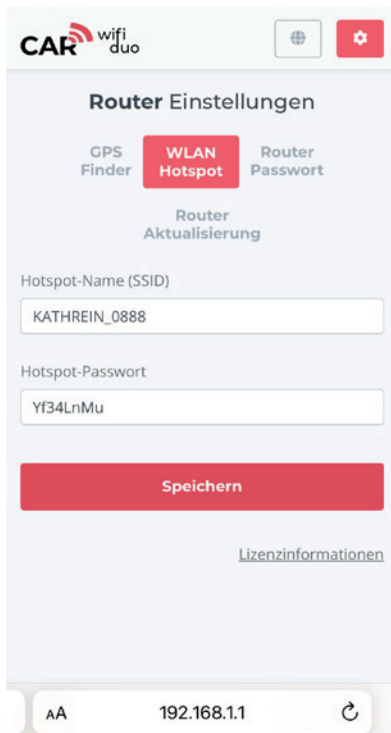 CAR wifi duo
Router Einstellungen
GPS Finder
WLAN Hotspot
Router Passwort
Router Aktualisierung
Hotspot-Name (SSID)
KATHREIN_0888
Hotspot-Passwort
Yf34LnMu
Speichern
Lizenzinformationen
AA
192.168.1.1